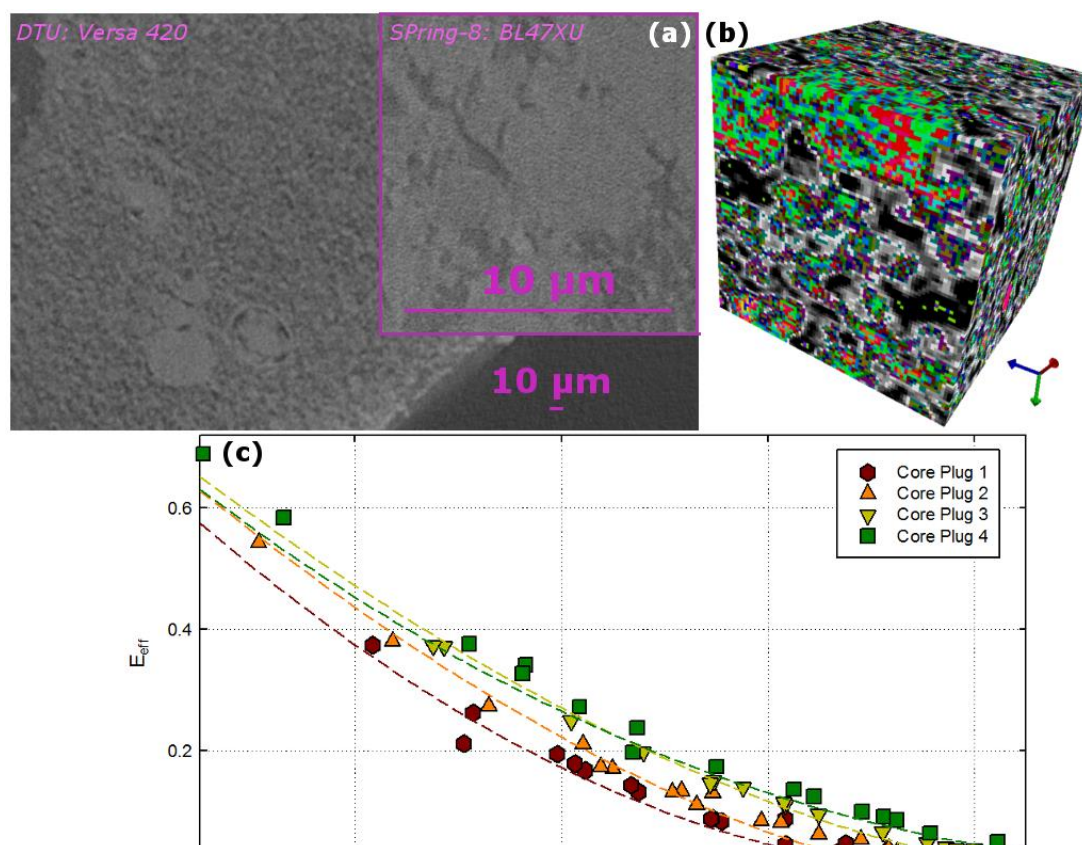 DTU: Versa 420
SPring-8: BL47XU
(a)
(b)
10 μm
10 μm
(c)
Core Plug 1
Core Plug 2
Core Plug 3
Core Plug 4
0.6
0.4
0.2
E_eff